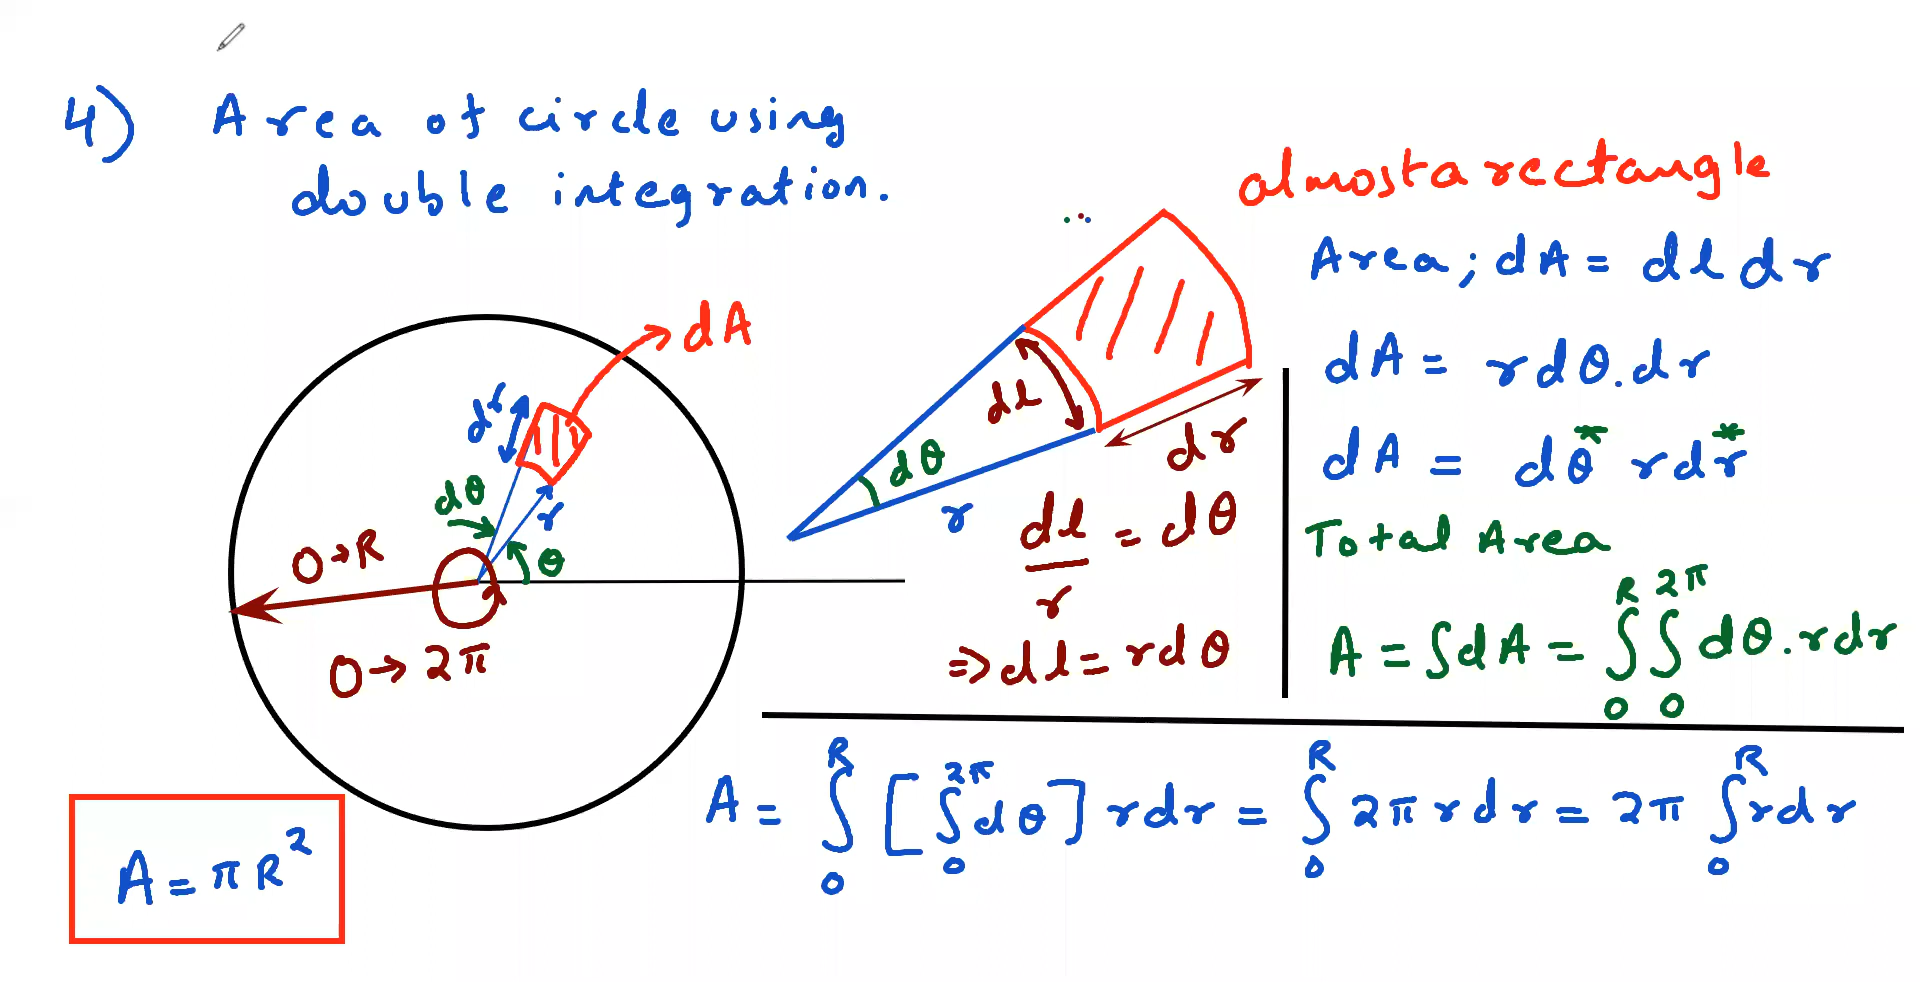 4) Area of circle using
double integration.
almost a rectangle
Area; dA = dl dr
dA = r dθ. dr
dA = dθ* r dr*
Total Area
A = ∫dA = ∫₀ᴿ ∫₀²π dθ. r dr
dA
dr
dθ
r
θ
0→R
0→2π
dl
dθ
dr
r
dl/r = dθ
⇒ dl = r dθ
A = ∫₀ᴿ [∫₀²π dθ] r dr = ∫₀ᴿ 2π r dr = 2π ∫₀ᴿ r dr
A = πR²